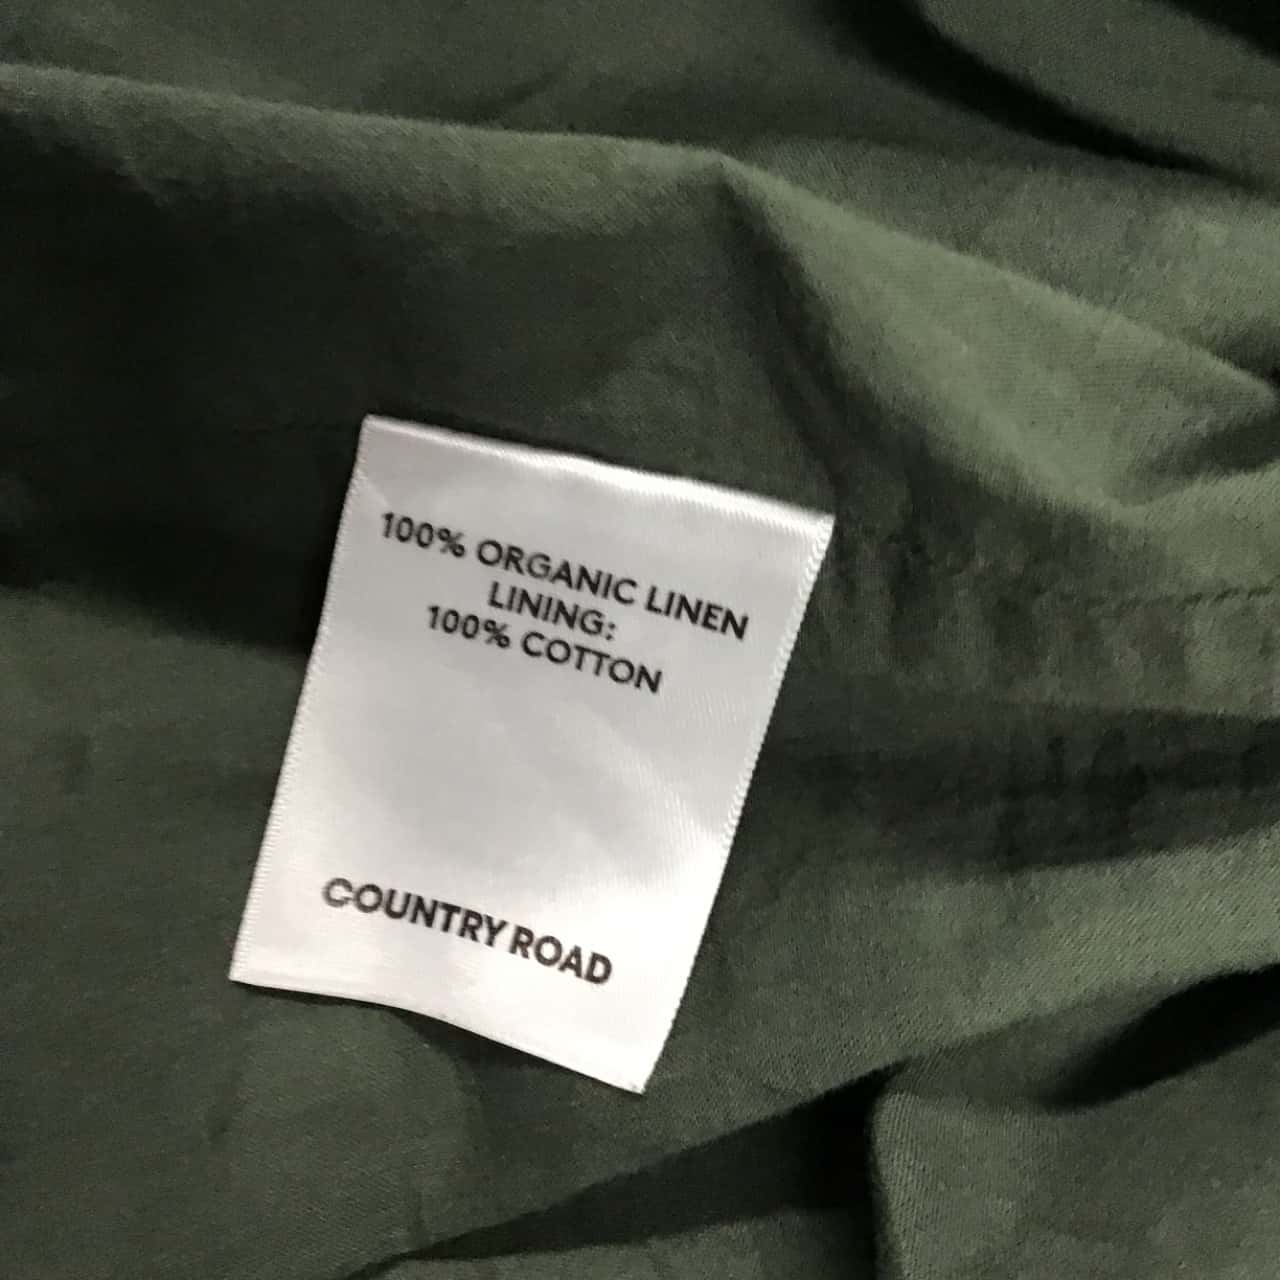 100% ORGANIC LINEN
LINING:
100% COTTON
COUNTRY ROAD